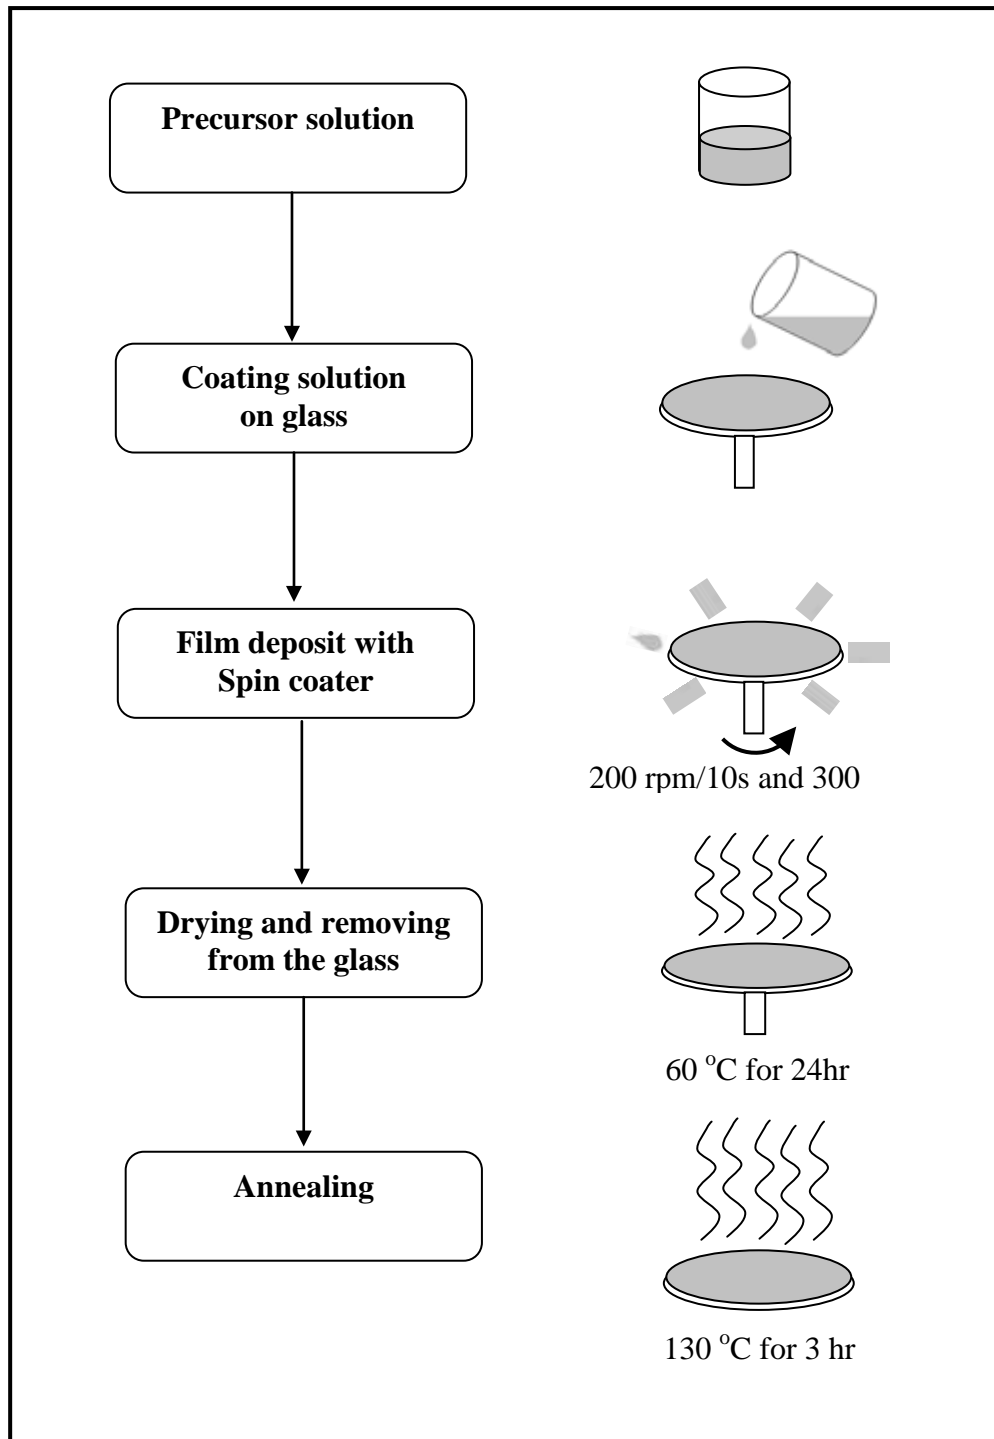 Precursor solution
Coating solution
on glass
Film deposit with
Spin coater
200 rpm/10s and 300
Drying and removing
from the glass
60 °C for 24hr
Annealing
130 °C for 3 hr